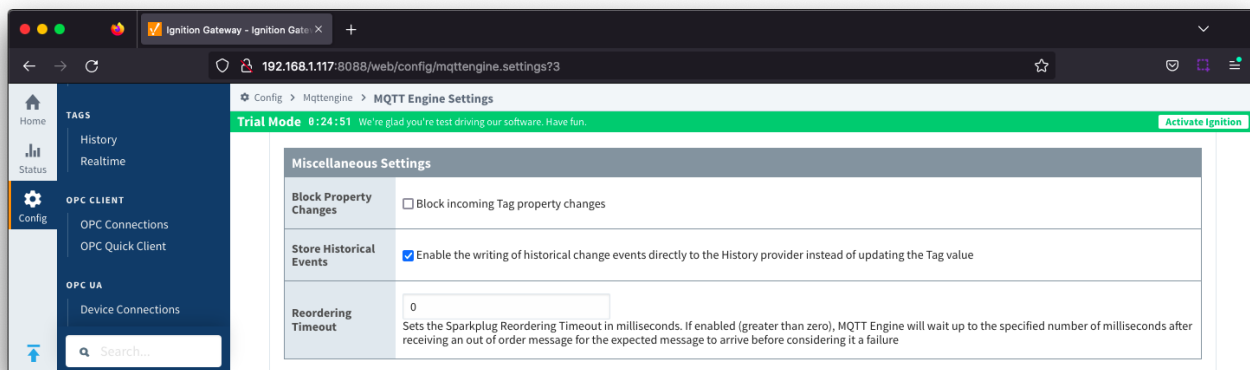 Ignition Gateway - Ignition Gate
192.168.1.117:8088/web/config/mqttengine.settings?3
Home
Status
Config
TAGS
History
Realtime
OPC CLIENT
OPC Connections
OPC Quick Client
OPC UA
Device Connections
Search...
Config > Mqttengine > MQTT Engine Settings
Trial Mode 0:24:51 We're glad you're test driving our software. Have fun.
Activate Ignition
Miscellaneous Settings
Block Property
Changes
Block incoming Tag property changes
Store Historical
Events
Enable the writing of historical change events directly to the History provider instead of updating the Tag value
Reordering
Timeout
0
Sets the Sparkplug Reordering Timeout in milliseconds. If enabled (greater than zero), MQTT Engine will wait up to the specified number of milliseconds after
receiving an out of order message for the expected message to arrive before considering it a failure